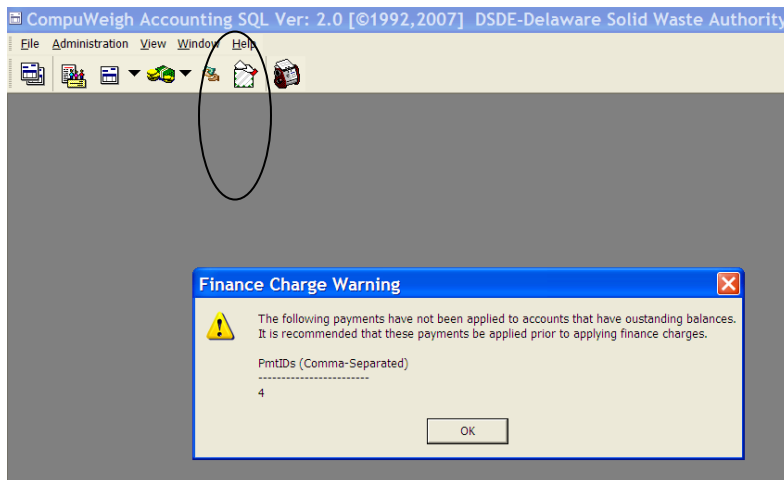 CompuWeigh Accounting SQL Ver: 2.0 [©1992,2007] DSDE-Delaware Solid Waste Authority
File Administration View Window Help
Finance Charge Warning
The following payments have not been applied to accounts that have oustanding balances.
It is recommended that these payments be applied prior to applying finance charges.
PmtIDs (Comma-Separated)
------------------------
4
OK